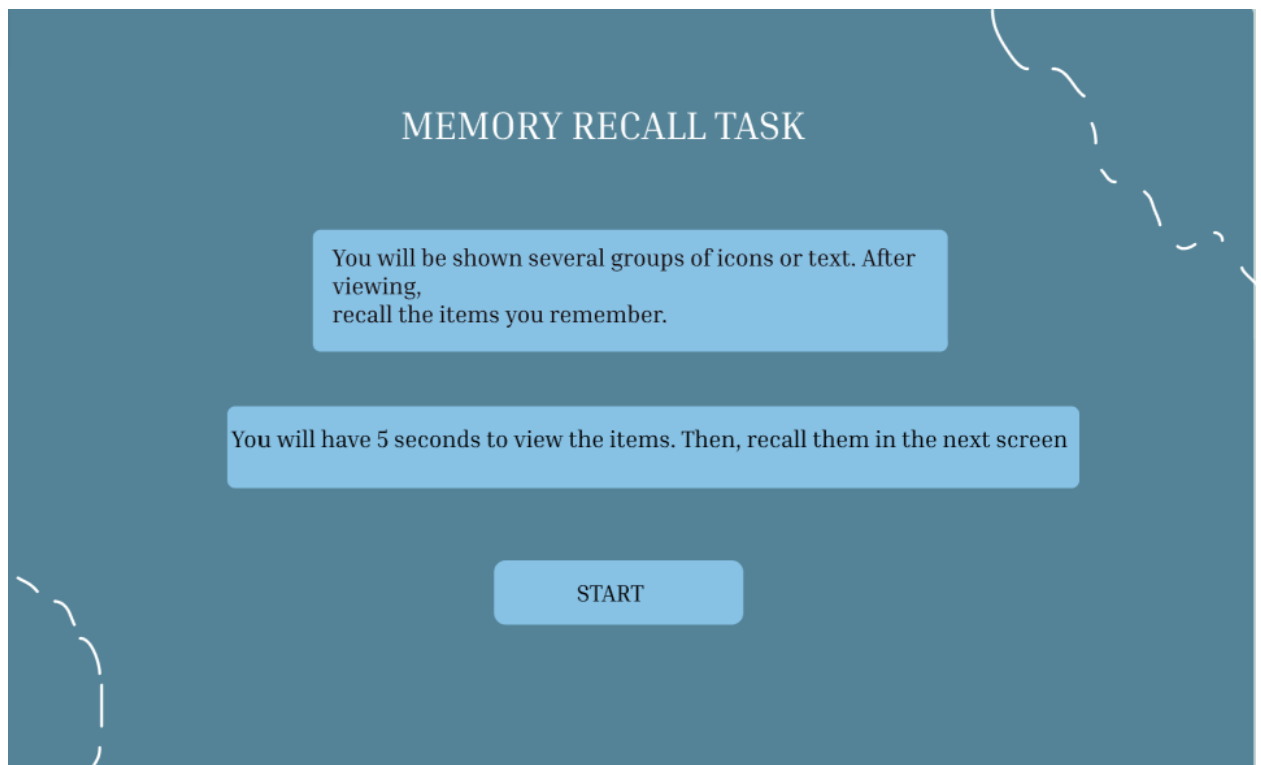 MEMORY RECALL TASK
You will be shown several groups of icons or text. After
viewing,
recall the items you remember.
You will have 5 seconds to view the items. Then, recall them in the next screen
START